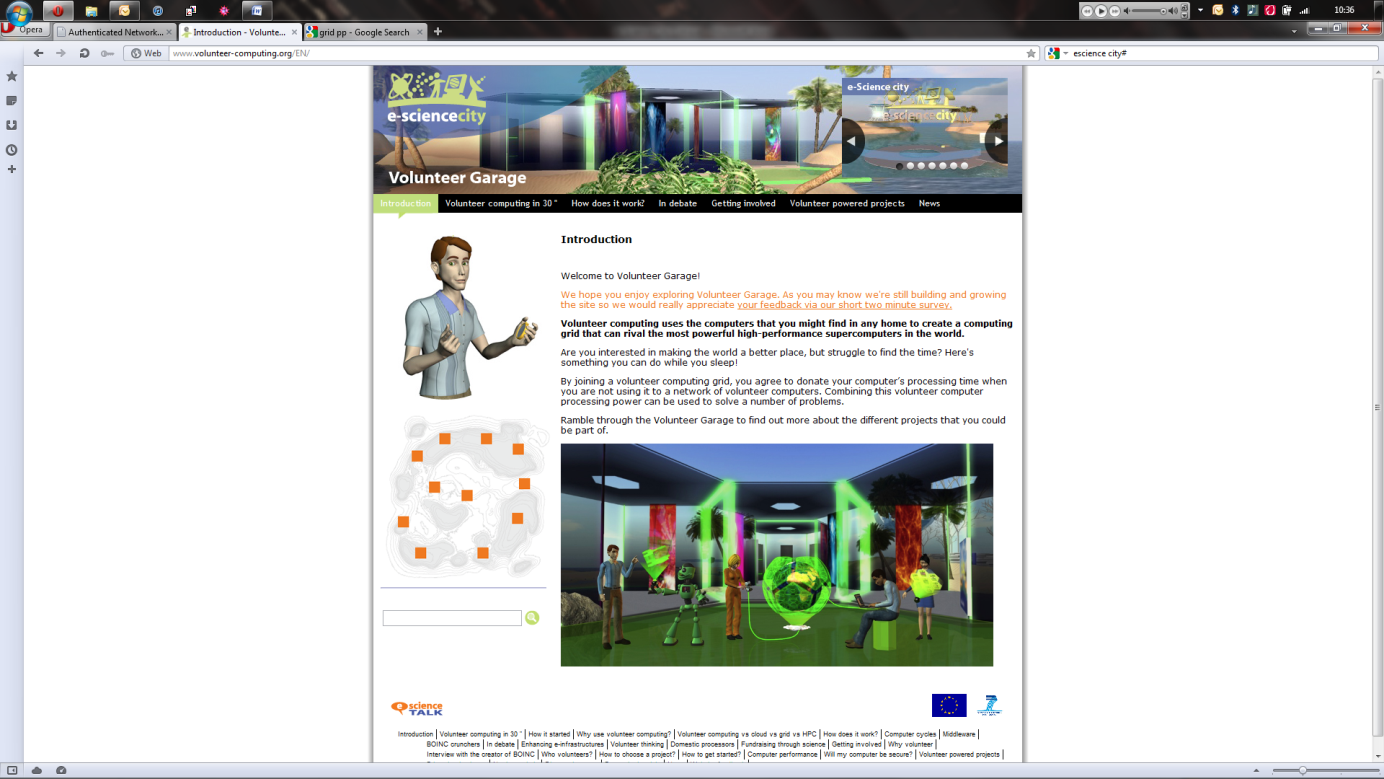 10:36
Opera
Authenticated Network...
Introduction - Volunte...
grid pp - Google Search
Web
www.volunteer-computing.org/EN/
escience city#
e-sciencecity
e-Science city
e-sciencecity
Volunteer Garage
Introduction Volunteer computing in 30 " How does it work? In debate Getting involved Volunteer powered projects News
Introduction
Welcome to Volunteer Garage!
We hope you enjoy exploring Volunteer Garage. As you may know we're still building and growing
the site so we would really appreciate your feedback via our short two minute survey.
Volunteer computing uses the computers that you might find in any home to create a computing
grid that can rival the most powerful high-performance supercomputers in the world.
Are you interested in making the world a better place, but struggle to find the time? Here's
something you can do while you sleep!
By joining a volunteer computing grid, you agree to donate your computer's processing time when
you are not using it to a network of volunteer computers. Combining this volunteer computer
processing power can be used to solve a number of problems.
Ramble through the Volunteer Garage to find out more about the different projects that you could
be part of.
e science
TALK
Introduction | Volunteer computing in 30 " | How it started | Why use volunteer computing? | Volunteer computing vs cloud vs grid vs HPC | How does it work? | Computer cycles | Middleware |
BOINC crunchers | In debate | Enhancing e-infrastructures | Volunteer thinking | Domestic processors | Fundraising through science | Getting involved | Why volunteer |
Interview with the creator of BOINC | Who volunteers? | How to choose a project? | How to get started? | Computer performance | Will my computer be secure? | Volunteer powered projects |